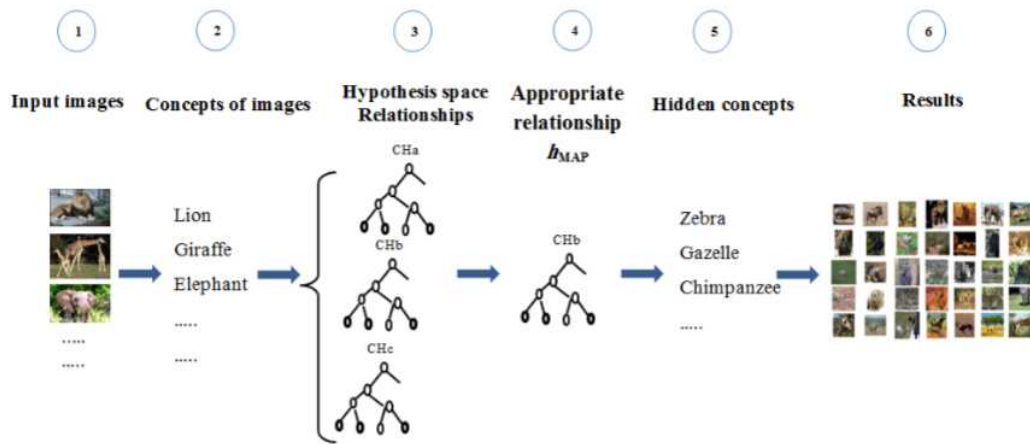 1
2
3
4
5
6
Input images
Concepts of images
Hypothesis space
Relationships
Appropriate
relationship
hMAP
Hidden concepts
Results
Lion
Giraffe
Elephant
.....
.....
.....
.....
CHa
CHb
CHc
CHb
Zebra
Gazelle
Chimpanzee
.....